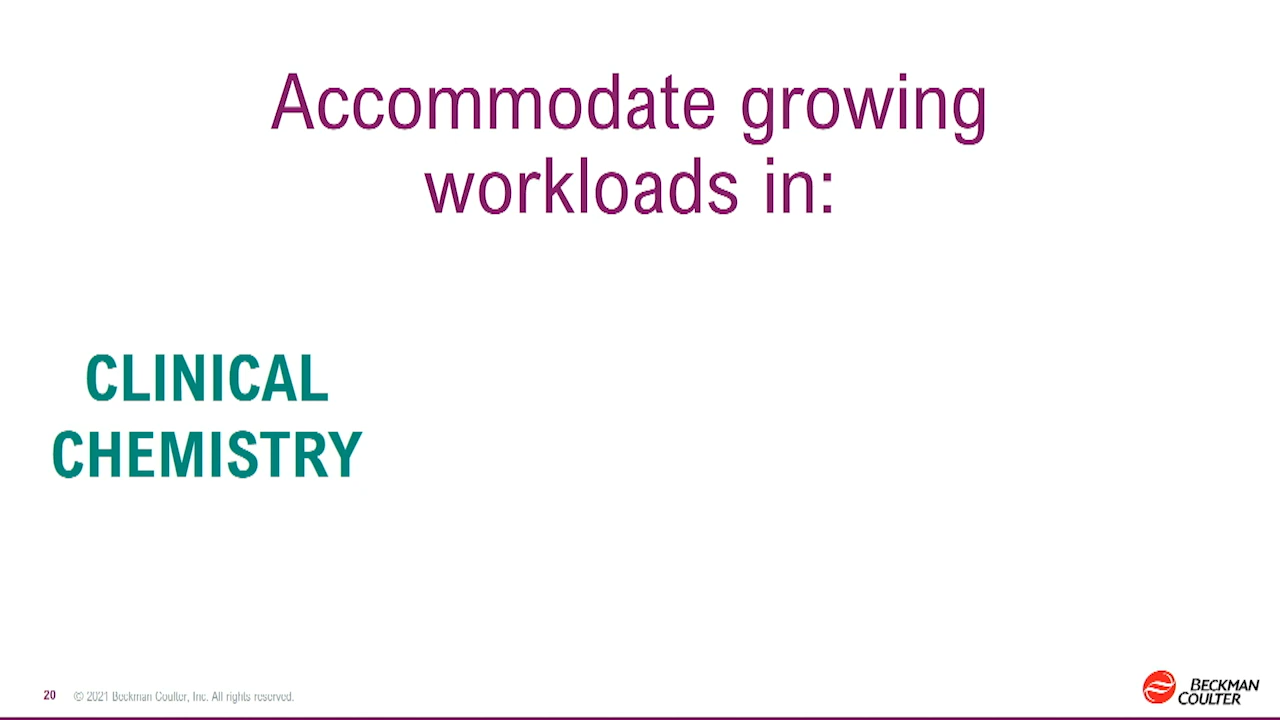 Accommodate growing
workloads in:
CLINICAL
CHEMISTRY
20 © 2021 Beckman Coulter, Inc. All rights reserved.
BECKMAN
COULTER